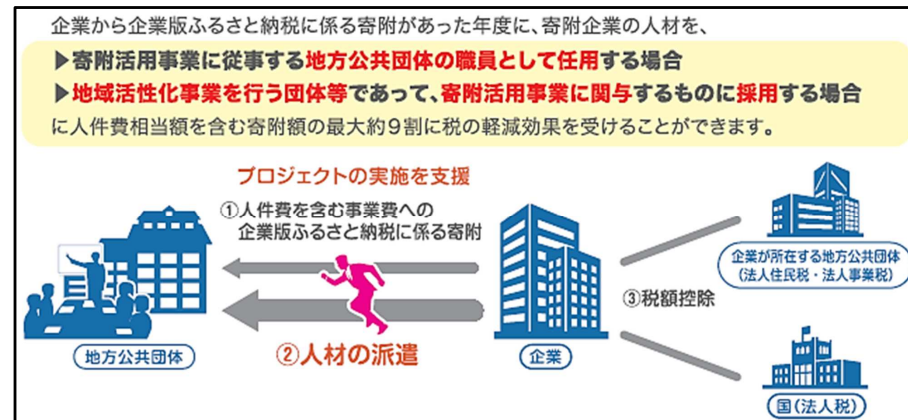 企業から企業版ふるさと納税に係る寄附があった年度に、寄附企業の人材を、
▶寄附活用事業に従事する地方公共団体の職員として任用する場合
▶地域活性化事業を行う団体等であって、寄附活用事業に関与するものに採用する場合
に人件費相当額を含む寄附額の最大約9割に税の軽減効果を受けることができます。
プロジェクトの実施を支援
①人件費を含む事業費への
企業版ふるさと納税に係る寄附
②人材の派遣
地方公共団体
企業
③税額控除
企業が所在する地方公共団体
(法人住民税・法人事業税)
国(法人税)